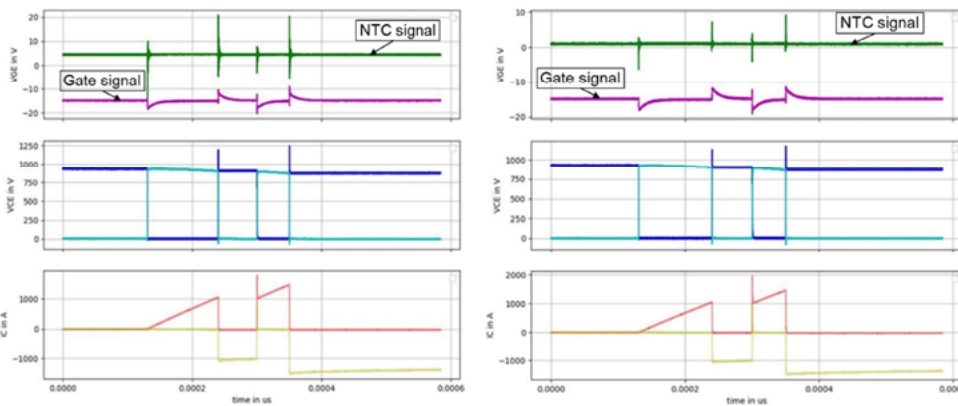 20
10
0
−10
−20
VGE in V
NTC signal
Gate signal
1250
1000
750
500
250
0
VCE in V
1000
0
−1000
IC in A
0.0000 0.0002 0.0004 0.0006
time in us
10
0
−10
−20
VGE in V
NTC signal
Gate signal
1000
750
500
250
0
VCE in V
2000
1000
0
−1000
IC in A
0.0000 0.0002 0.0004
time in us